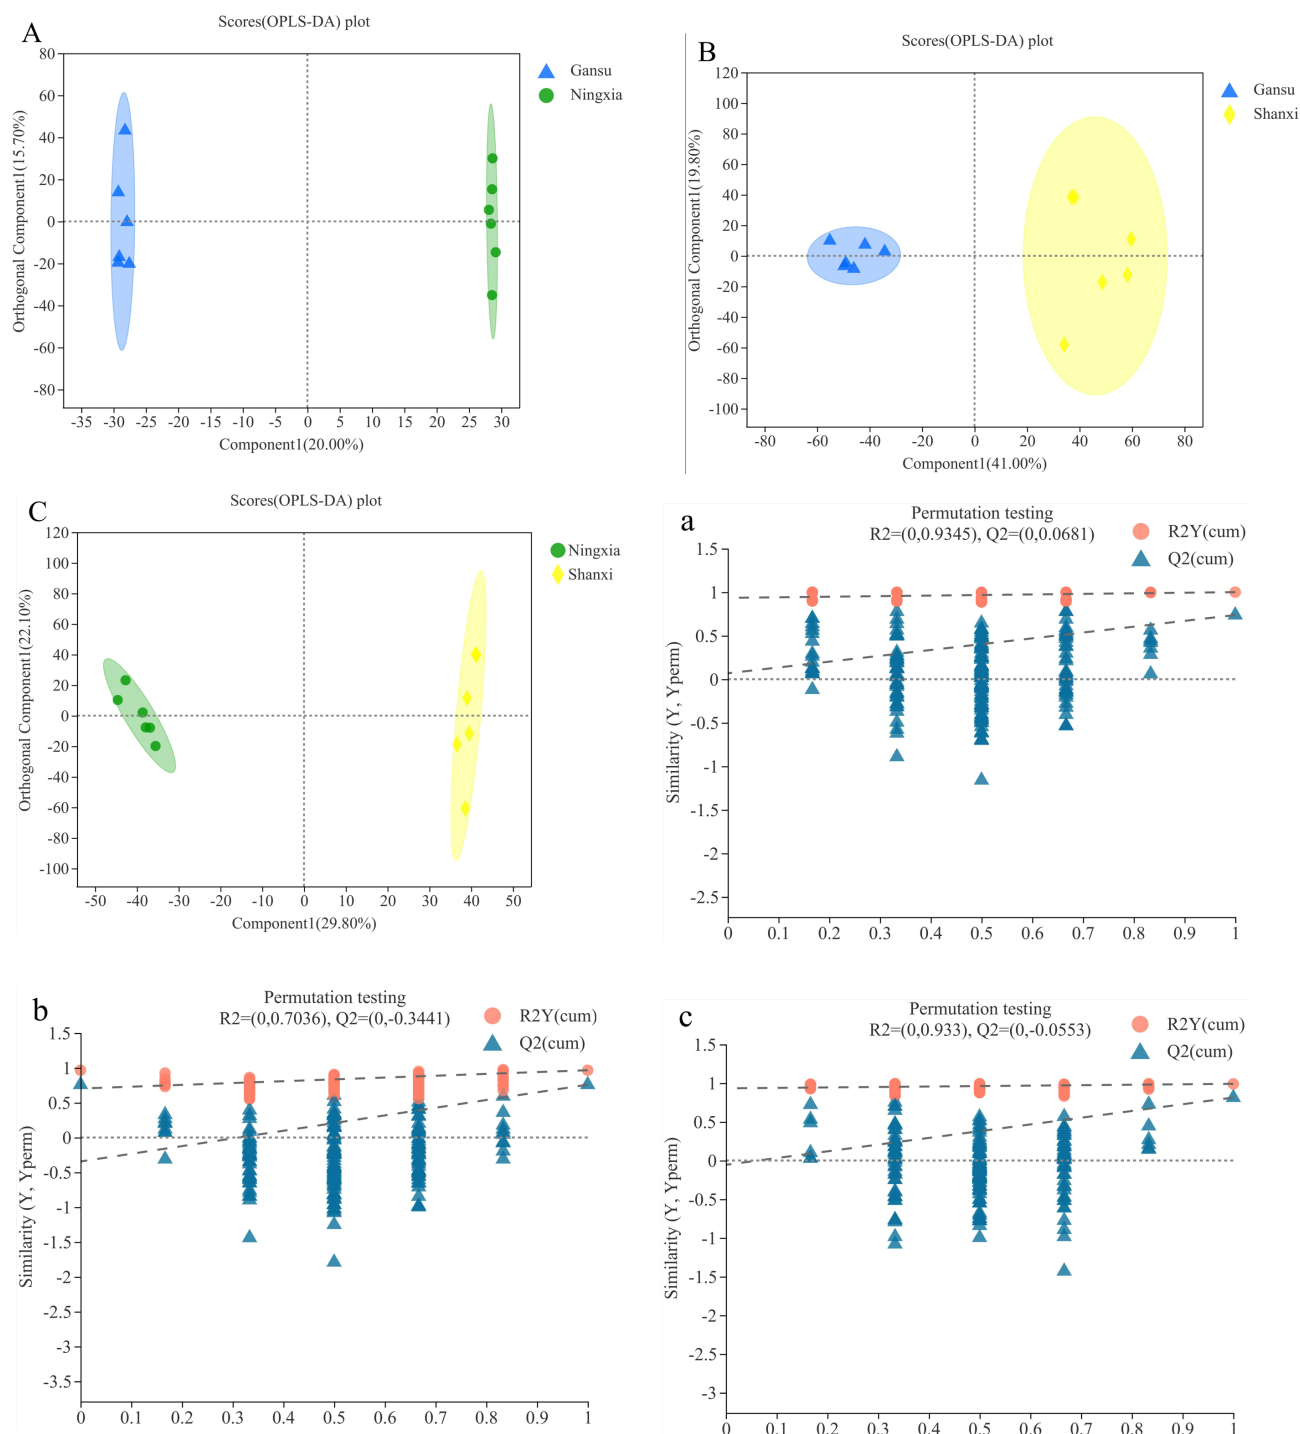 A
Scores(OPLS-DA) plot
Gansu
Ningxia
Orthogonal Component1(15.70%)
80
60
40
20
0
-20
-40
-60
-80
-35 -30 -25 -20 -15 -10 -5 0 5 10 15 20 25 30
Component1(20.00%)
B
Scores(OPLS-DA) plot
Gansu
Shanxi
Orthogonal Component1(19.80%)
120
100
80
60
40
20
0
-20
-40
-60
-80
-100
-80 -60 -40 -20 0 20 40 60 80
Component1(41.00%)
C
Scores(OPLS-DA) plot
Ningxia
Shanxi
Orthogonal Component1(22.10%)
120
100
80
60
40
20
0
-20
-40
-60
-80
-100
-50 -40 -30 -20 -10 0 10 20 30 40 50
Component1(29.80%)
a
Permutation testing
R2=(0,0.9345), Q2=(0,0.0681)
R2Y(cum)
Q2(cum)
Similarity (Y, Yperm)
1.5
1
0.5
0
-0.5
-1
-1.5
-2
-2.5
0 0.1 0.2 0.3 0.4 0.5 0.6 0.7 0.8 0.9 1
b
Permutation testing
R2=(0,0.7036), Q2=(0,-0.3441)
R2Y(cum)
Q2(cum)
Similarity (Y, Yperm)
1.5
1
0.5
0
-0.5
-1
-1.5
-2
-2.5
-3
-3.5
0 0.1 0.2 0.3 0.4 0.5 0.6 0.7 0.8 0.9 1
c
Permutation testing
R2=(0,0.933), Q2=(0,-0.0553)
R2Y(cum)
Q2(cum)
Similarity (Y, Yperm)
1.5
1
0.5
0
-0.5
-1
-1.5
-2
-2.5
-3
0 0.1 0.2 0.3 0.4 0.5 0.6 0.7 0.8 0.9 1